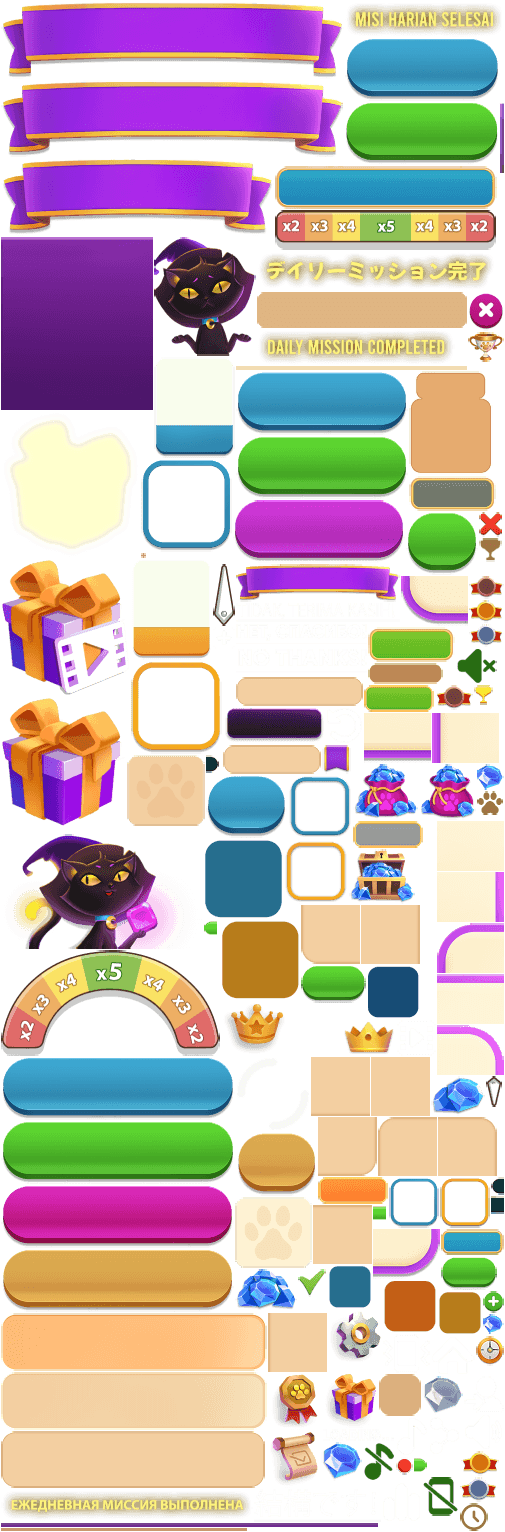 MISI HARIAN SELESAI
x2 x3 x4 x5 x4 x3 x2
デイリーミッション完了
DAILY MISSION COMPLETED
x2 x3 x4 x5 x4 x3 x2
ЕЖЕДНЕВНАЯ МИССИЯ ВЫПОЛНЕНА